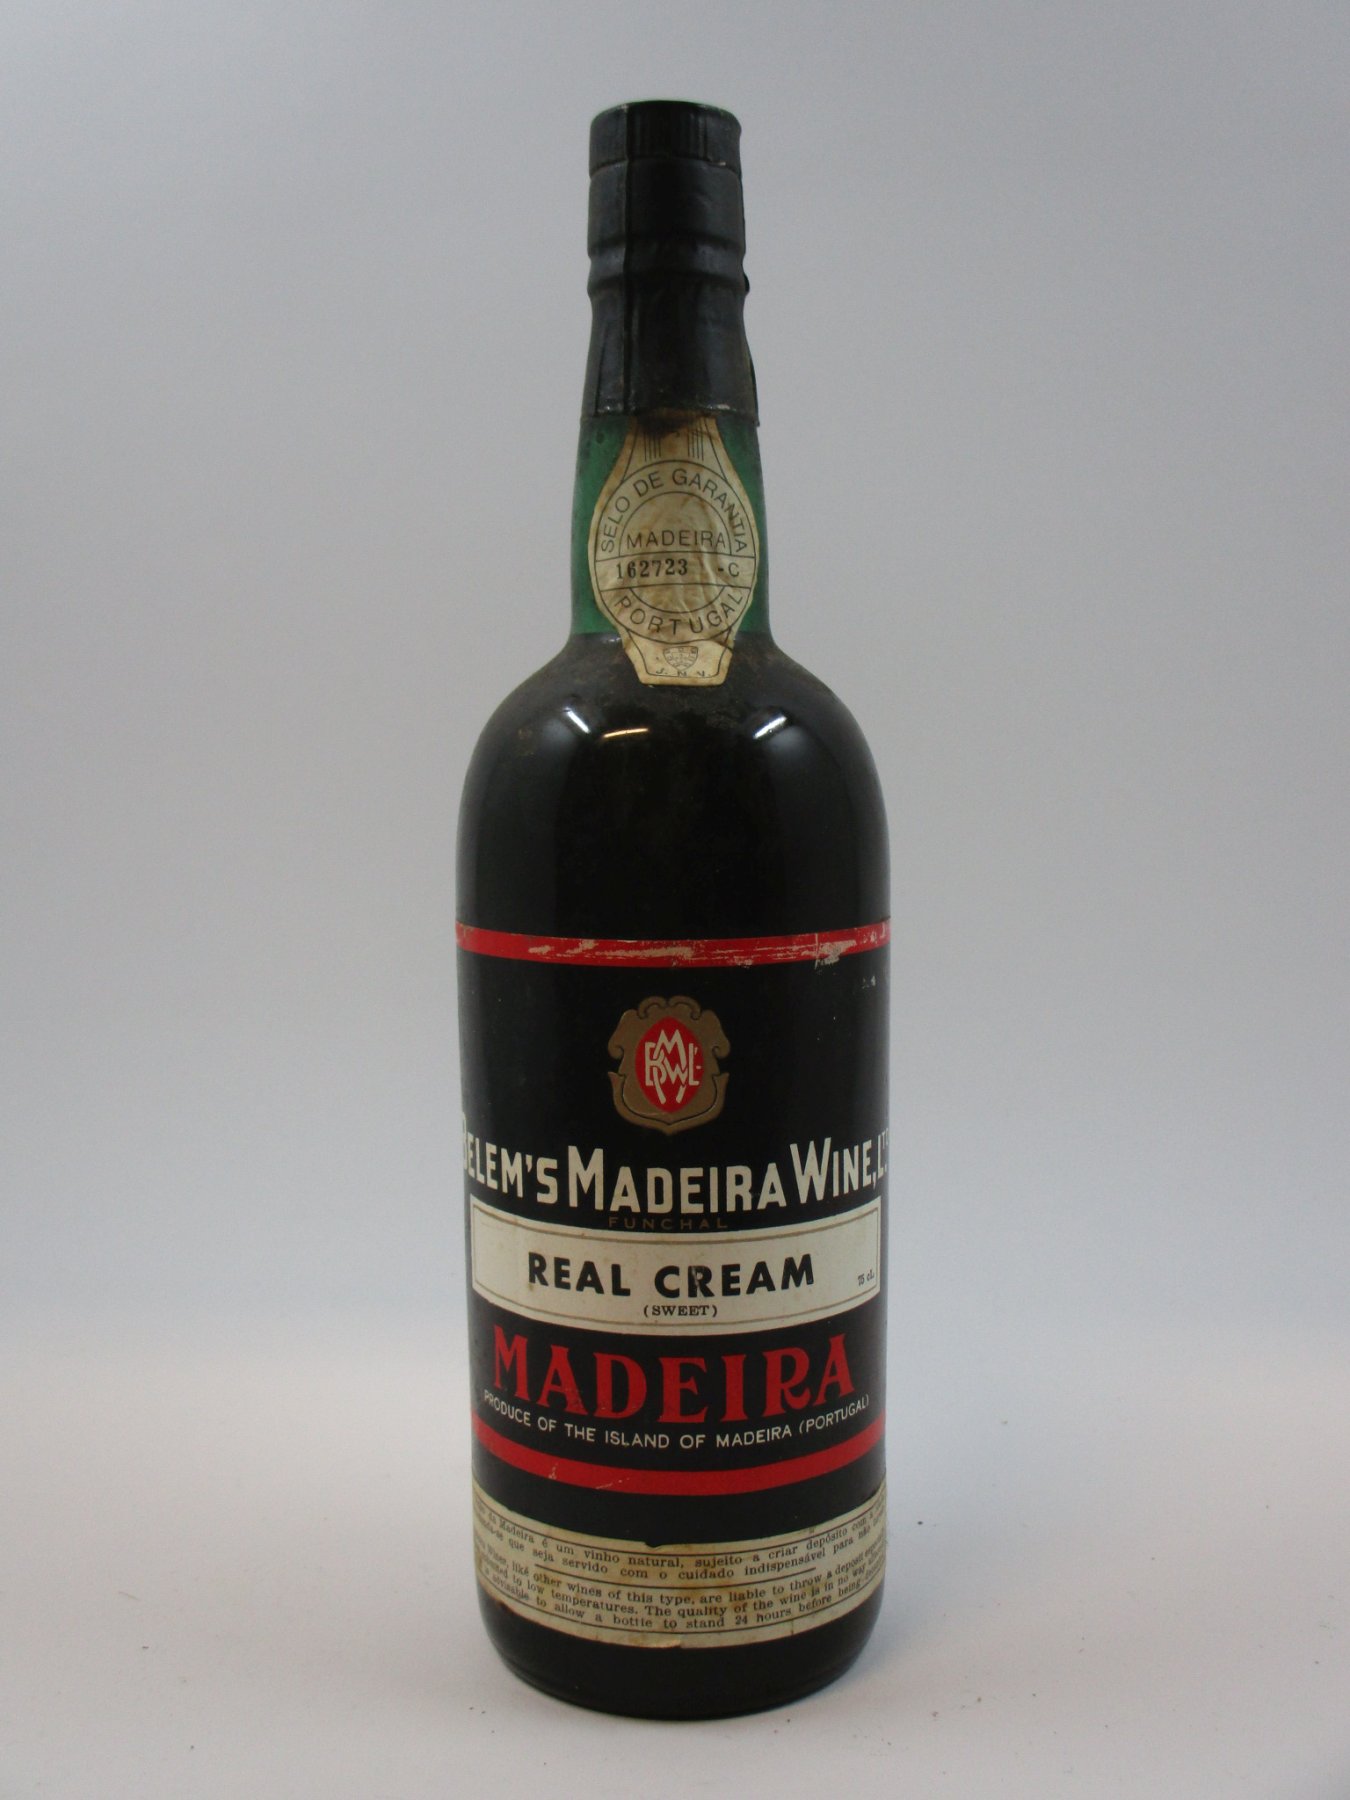 SELO DE GARANTIA
MADEIRA
162723 -C
PORTUGAL
J. N. V.
BMWL
BELEM'S MADEIRA WINE, LTD
FUNCHAL
REAL CREAM
75 cl.
(SWEET)
MADEIRA
PRODUCE OF THE ISLAND OF MADEIRA (PORTUGAL)
da Madeira é um vinho natural, sujeito a criar depósito com a
que seja servido com o cuidado indispensável para não
Wines, like other wines of this type, are liable to throw a deposit especially
to low temperatures. The quality of the wine is in no way
advisable to allow a bottle to stand 24 hours before being